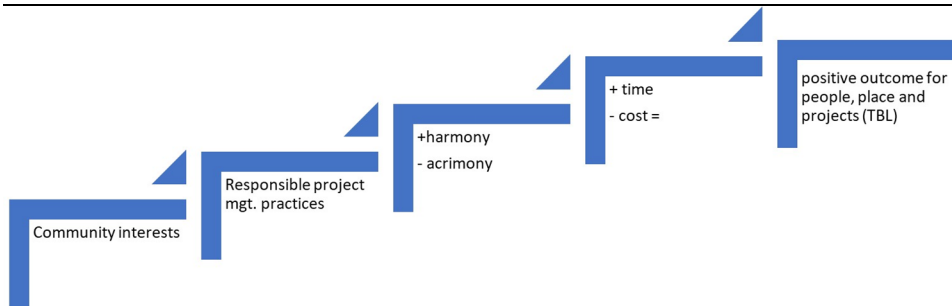 Community interests
Responsible project
mgt. practices
+harmony
- acrimony
+ time
- cost =
positive outcome for
people, place and
projects (TBL)